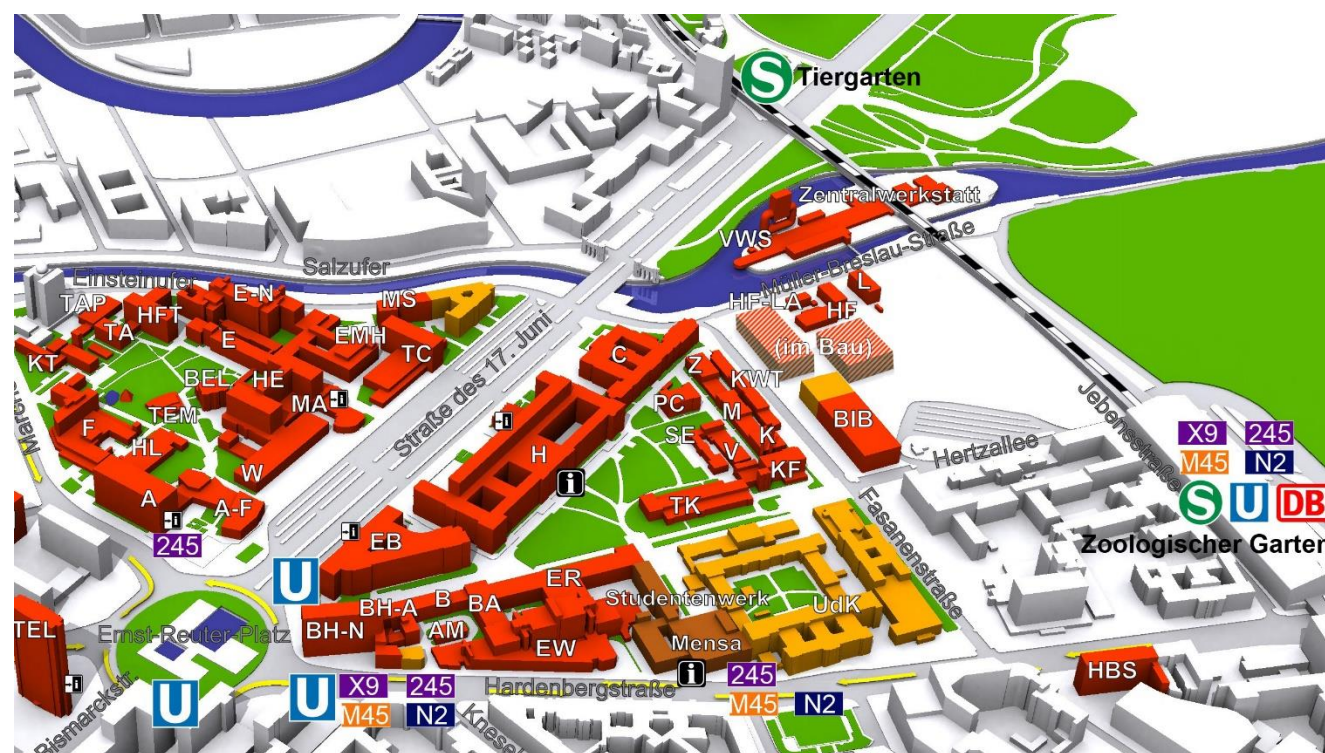 S Tiergarten
Zentralwerkstatt
VWS
Müller-Breslau-Straße
Salzufer
Einsteinufer
TAP
E-N
MS
A
L
HF-LA
HF
HFT
TA
E
EMH
TC
C
(im Bau)
KT
BEL
HE
MA
Straße des 17. Juni
Z
KWT
Jebensstraße
TEM
PC
M
BIB
F
HL
SE
V
K
X9 245
H
KF
Hertzallee
M45 N2
W
A
A-F
i
TK
S U DB
245
EB
Fasanenstraße
Zoologischer Garten
U
ER
B
BA
BH-A
Studentenwerk
UdK
BH-N
AM
EW
Mensa
TEL
Ernst-Reuter-Platz
HBS
i
245
Hardenbergstraße
U
U
X9 245
M45 N2
M45 N2
Bismarckstr.